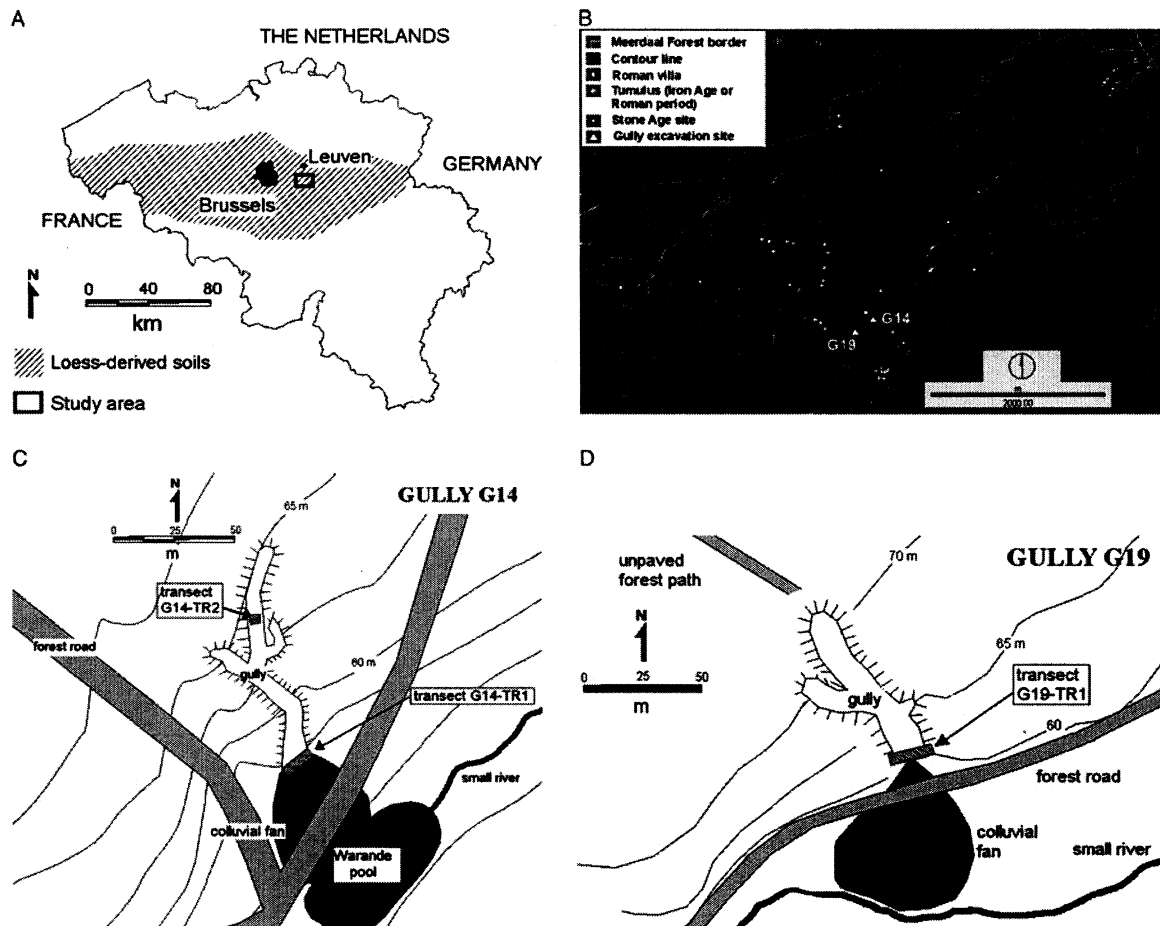 A
THE NETHERLANDS
Leuven
GERMANY
Brussels
FRANCE
N
0 40 80
km
Loess-derived soils
Study area
B
Meerdaal Forest border
Contour line
Roman villa
Tumulus (Iron Age or
Roman period)
Stone Age site
Gully excavation site
G14
G19
m
2000.00
C
N
0 25 50
m
65 m
GULLY G14
transect
G14-TR2
forest road
gully
60 m
transect G14-TR1
small river
colluvial fan
Warande
pool
D
unpaved
forest path
70 m
GULLY G19
N
0 25 50
m
65 m
transect
G19-TR1
gully
60
forest road
colluvial
fan
small river